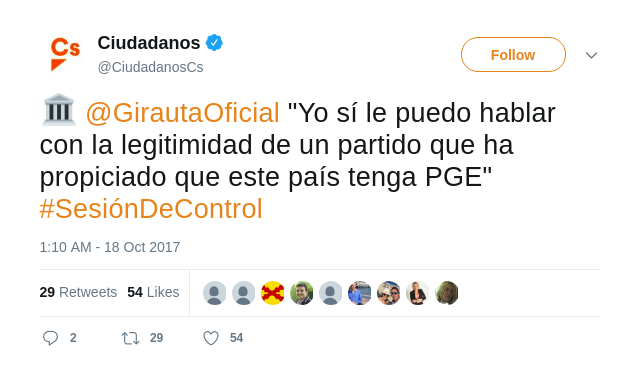 Cs
Ciudadanos
@CiudadanosCs
Follow
🏛 @GirautaOficial "Yo sí le puedo hablar
con la legitimidad de un partido que ha
propiciado que este país tenga PGE"
#SesiónDeControl
1:10 AM - 18 Oct 2017
29 Retweets 54 Likes
2 29 54